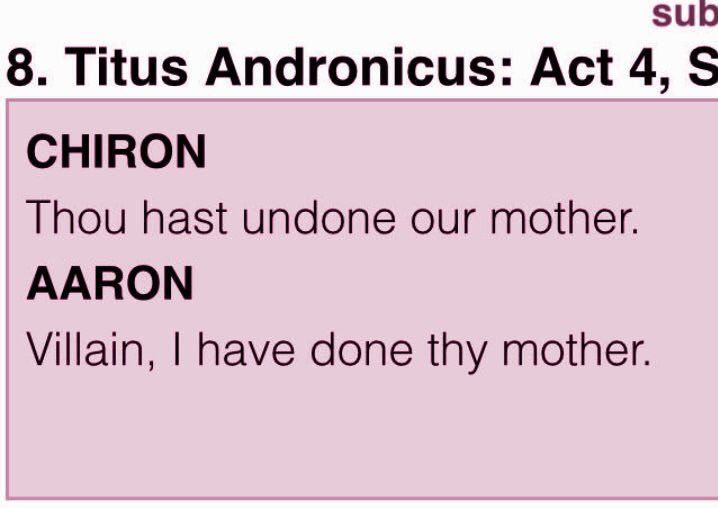 sub
8. Titus Andronicus: Act 4, S
CHIRON
Thou hast undone our mother.
AARON
Villain, I have done thy mother.